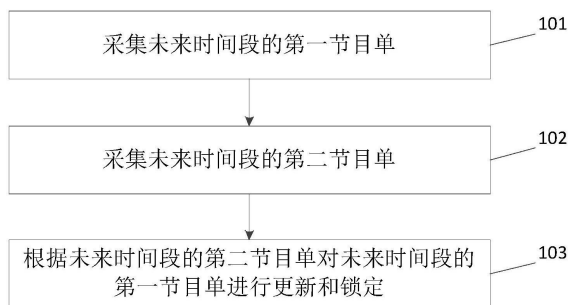 采集未来时间段的第一节目单
101
采集未来时间段的第二节目单
102
根据未来时间段的第二节目单对未来时间段的
第一节目单进行更新和锁定
103